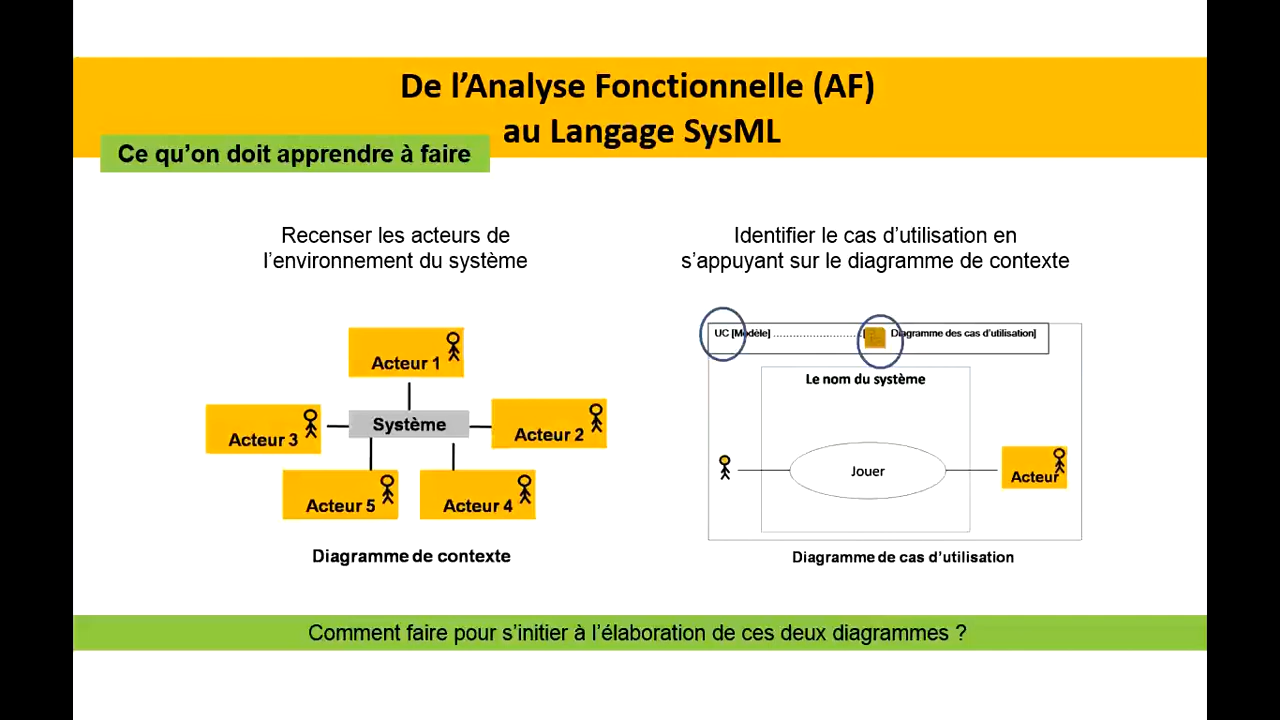 De l’Analyse Fonctionnelle (AF)
au Langage SysML
Ce qu’on doit apprendre à faire
Recenser les acteurs de
l’environnement du système
Acteur 1
Acteur 3
Système
Acteur 2
Acteur 5
Acteur 4
Diagramme de contexte
Identifier le cas d’utilisation en
s’appuyant sur le diagramme de contexte
UC [Modèle] ........................[ Diagramme des cas d’utilisation]
Le nom du système
Jouer
Acteur
Diagramme de cas d’utilisation
Comment faire pour s’initier à l’élaboration de ces deux diagrammes ?